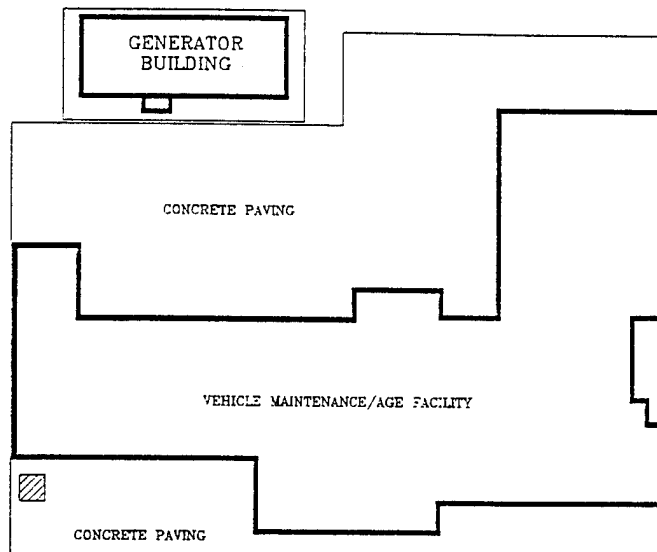 GENERATOR
BUILDING
CONCRETE PAVING
VEHICLE MAINTENANCE/AGE FACILITY
CONCRETE PAVING